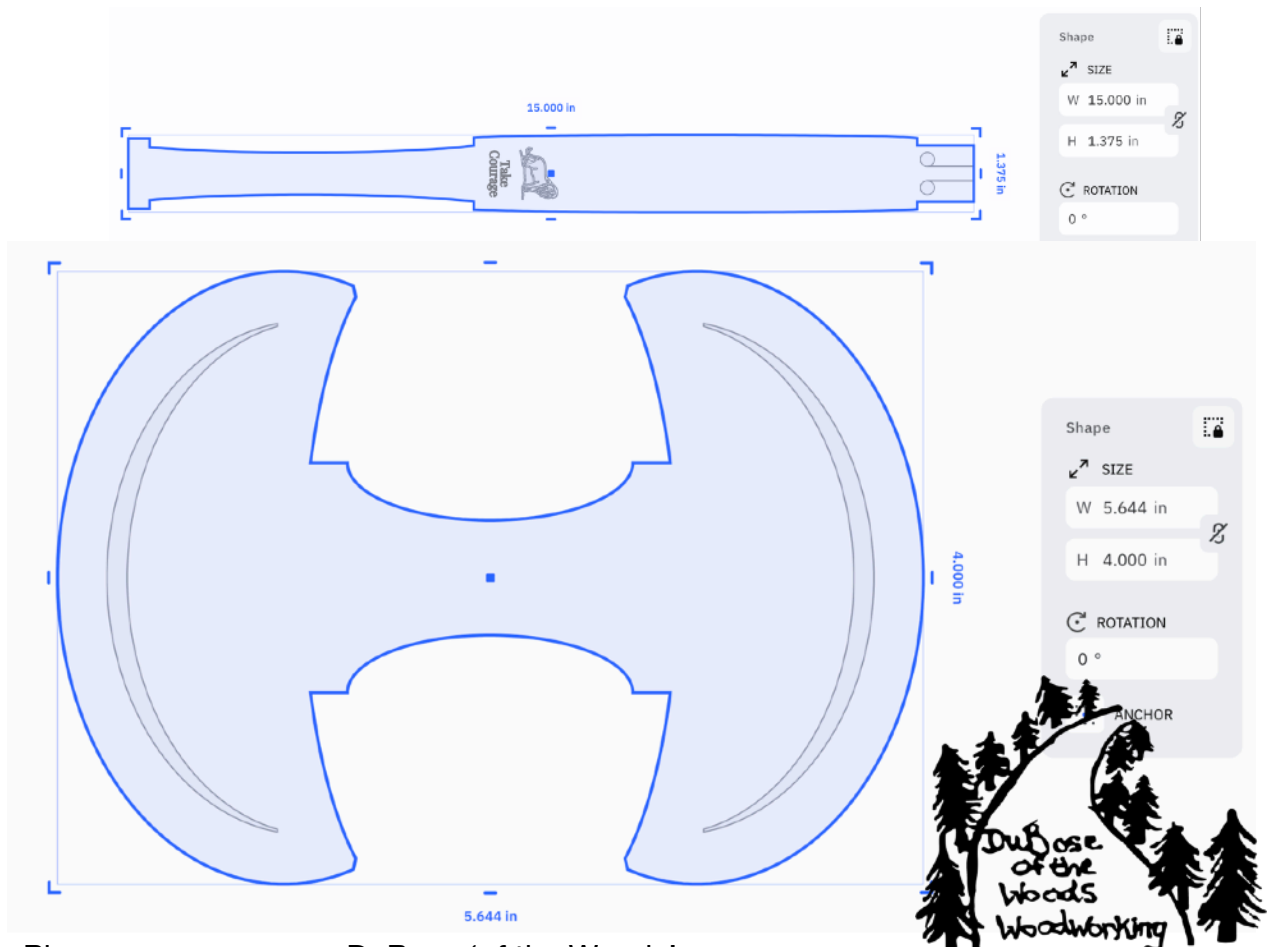 Shape
SIZE
15.000 in
W 15.000 in
H 1.375 in
1.375 in
ROTATION
0 °
Take
Courage
Shape
SIZE
W 5.644 in
H 4.000 in
4.000 in
ROTATION
0 °
ANCHOR
5.644 in
DuBose
of the
Woods
Woodworking